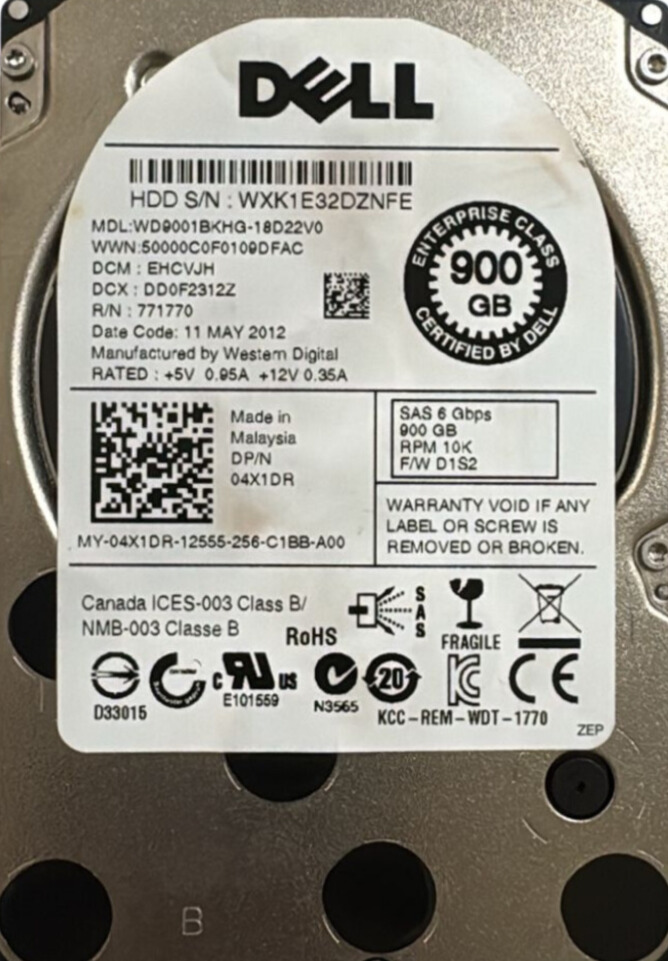 DELL
HDD S/N : WXK1E32DZNFE
MDL:WD9001BKHG-18D22V0
WWN:50000C0F0109DFAC
DCM : EHCVJH
DCX : DD0F2312Z
R/N : 771770
Date Code: 11 MAY 2012
Manufactured by Western Digital
RATED : +5V 0.95A +12V 0.35A
ENTERPRISE CLASS
900
GB
CERTIFIED BY DELL
Made in
Malaysia
DP/N
04X1DR
MY-04X1DR-12555-256-C1BB-A00
SAS 6 Gbps
900 GB
RPM 10K
F/W D1S2
WARRANTY VOID IF ANY
LABEL OR SCREW IS
REMOVED OR BROKEN.
Canada ICES-003 Class B/
NMB-003 Classe B
RoHS
SAS
FRAGILE
D33015
c RU US
E101559
N3565
20
KCC-REM-WDT-1770
CE
ZEP
B